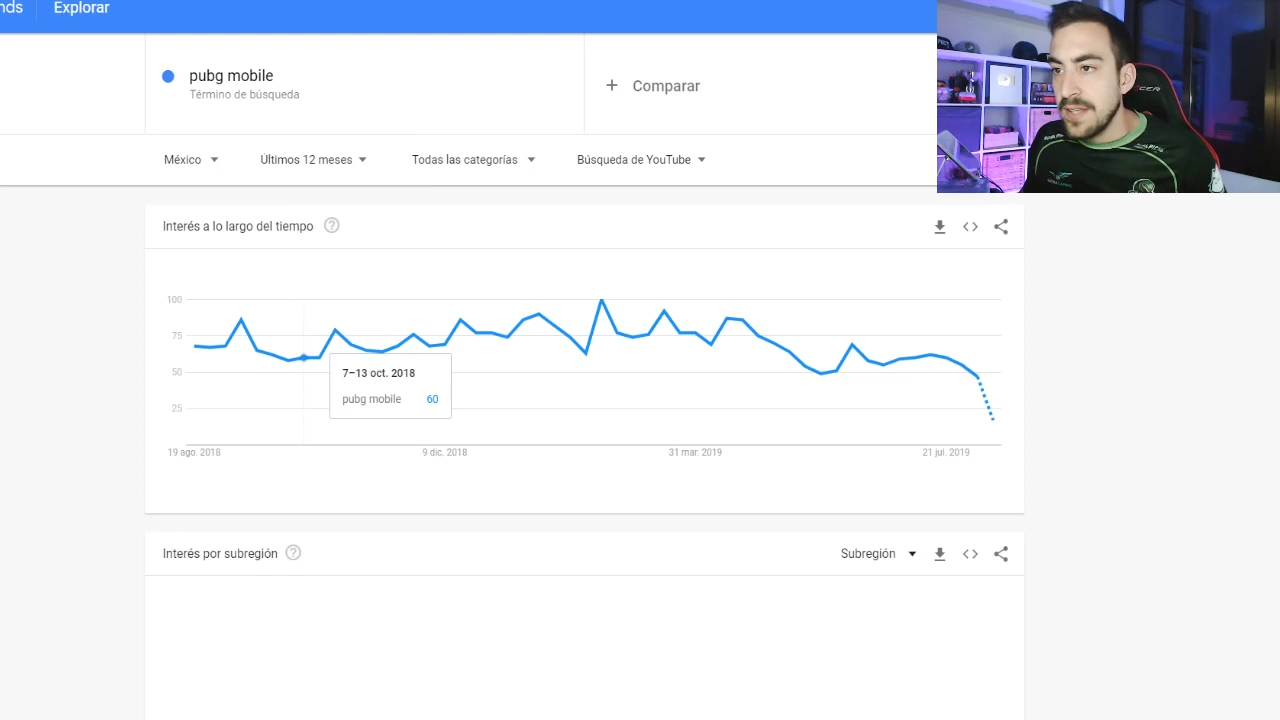 nds Explorar
pubg mobile
Término de búsqueda
+ Comparar
México Últimos 12 meses Todas las categorías Búsqueda de YouTube
Interés a lo largo del tiempo ?
100
75
50
25
7–13 oct. 2018
pubg mobile 60
19 ago. 2018 9 dic. 2018 31 mar. 2019 21 jul. 2019
Interés por subregión ? Subregión